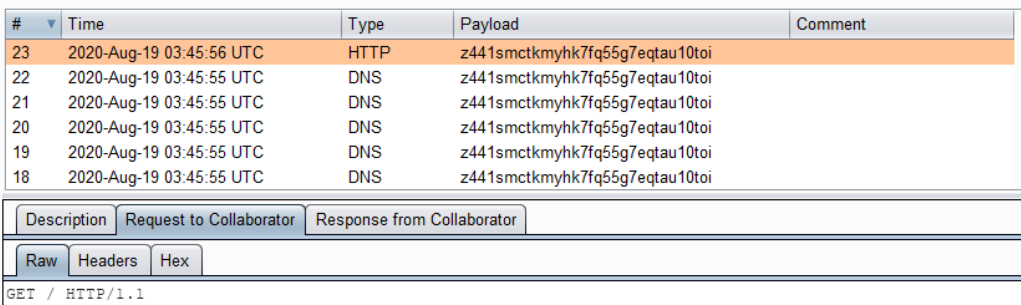 # Time Type Payload Comment
23 2020-Aug-19 03:45:56 UTC HTTP z441smctkmyhk7fq55g7eqtau10toi
22 2020-Aug-19 03:45:55 UTC DNS z441smctkmyhk7fq55g7eqtau10toi
21 2020-Aug-19 03:45:55 UTC DNS z441smctkmyhk7fq55g7eqtau10toi
20 2020-Aug-19 03:45:55 UTC DNS z441smctkmyhk7fq55g7eqtau10toi
19 2020-Aug-19 03:45:55 UTC DNS z441smctkmyhk7fq55g7eqtau10toi
18 2020-Aug-19 03:45:55 UTC DNS z441smctkmyhk7fq55g7eqtau10toi
Description Request to Collaborator Response from Collaborator
Raw Headers Hex
GET / HTTP/1.1